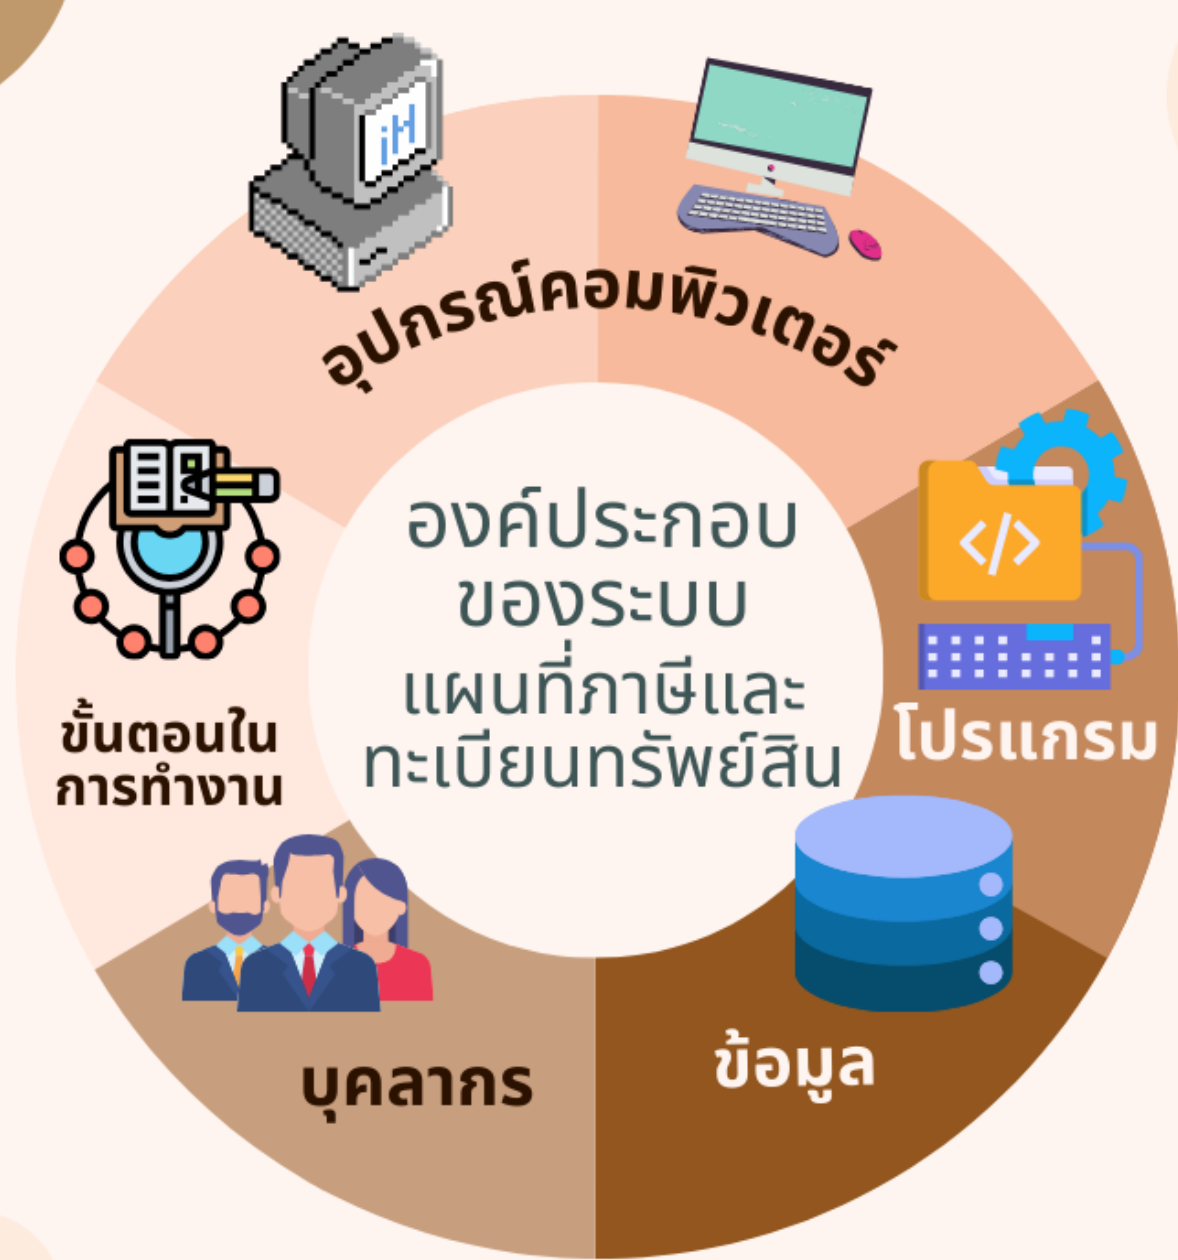 iH
อุปกรณ์คอมพิวเตอร์
องค์ประกอบ
ของระบบ
แผนที่ภาษีและ
ทะเบียนทรัพย์สิน
</>
โปรแกรม
ขั้นตอนใน
การทำงาน
ข้อมูล
บุคลากร